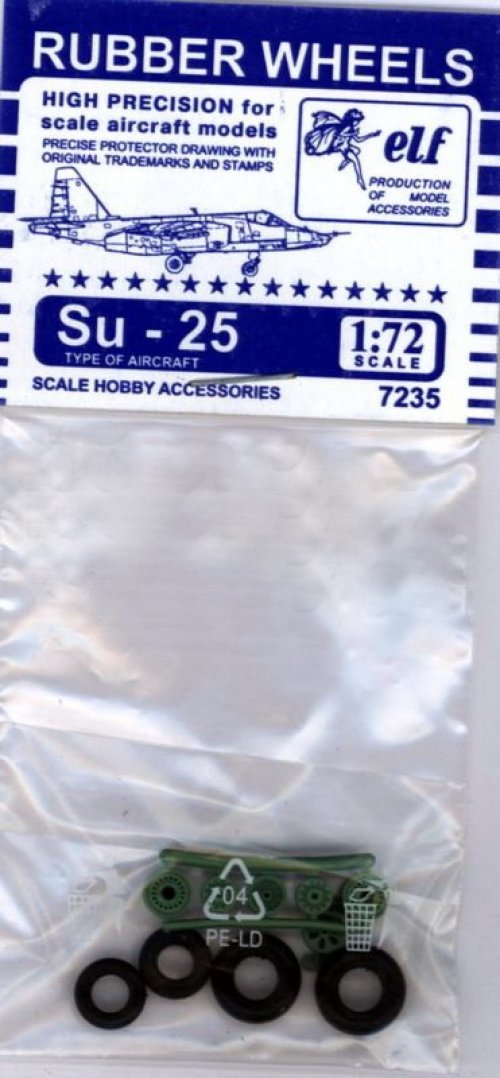 RUBBER WHEELS
HIGH PRECISION for
scale aircraft models
PRECISE PROTECTOR DRAWING WITH
ORIGINAL TRADEMARKS AND STAMPS
elf
PRODUCTION
OF MODEL
ACCESSORIES
Su - 25
TYPE OF AIRCRAFT
1:72
SCALE
SCALE HOBBY ACCESSORIES
7235
04
PE-LD